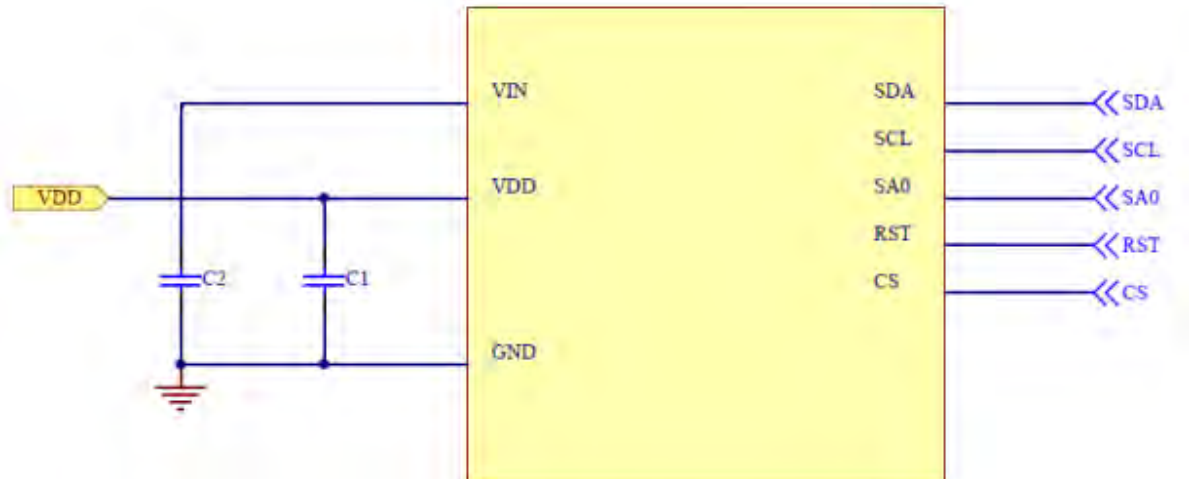 VIN
SDA
SDA
SCL
SCL
VDD
VDD
SA0
SA0
RST
RST
C2
C1
CS
CS
GND